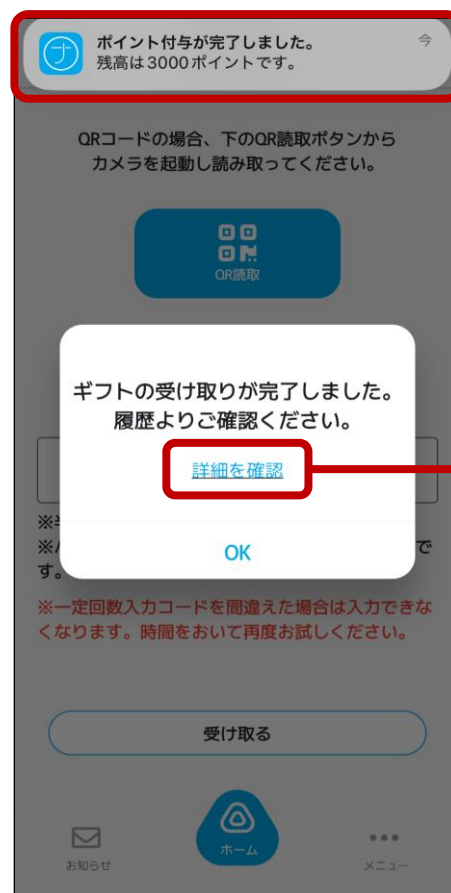 ポイント付与が完了しました。
今
残高は3000ポイントです。
QRコードの場合、下のQR読取ボタンから
カメラを起動し読み取ってください。
QR読取
ギフトの受け取りが完了しました。
履歴よりご確認ください。
詳細を確認
OK
※
※
で
す。
※一定回数入力コードを間違えた場合は入力できな
くなります。時間をおいて再度お試しください。
受け取る
お知らせ
ホーム
メニュー